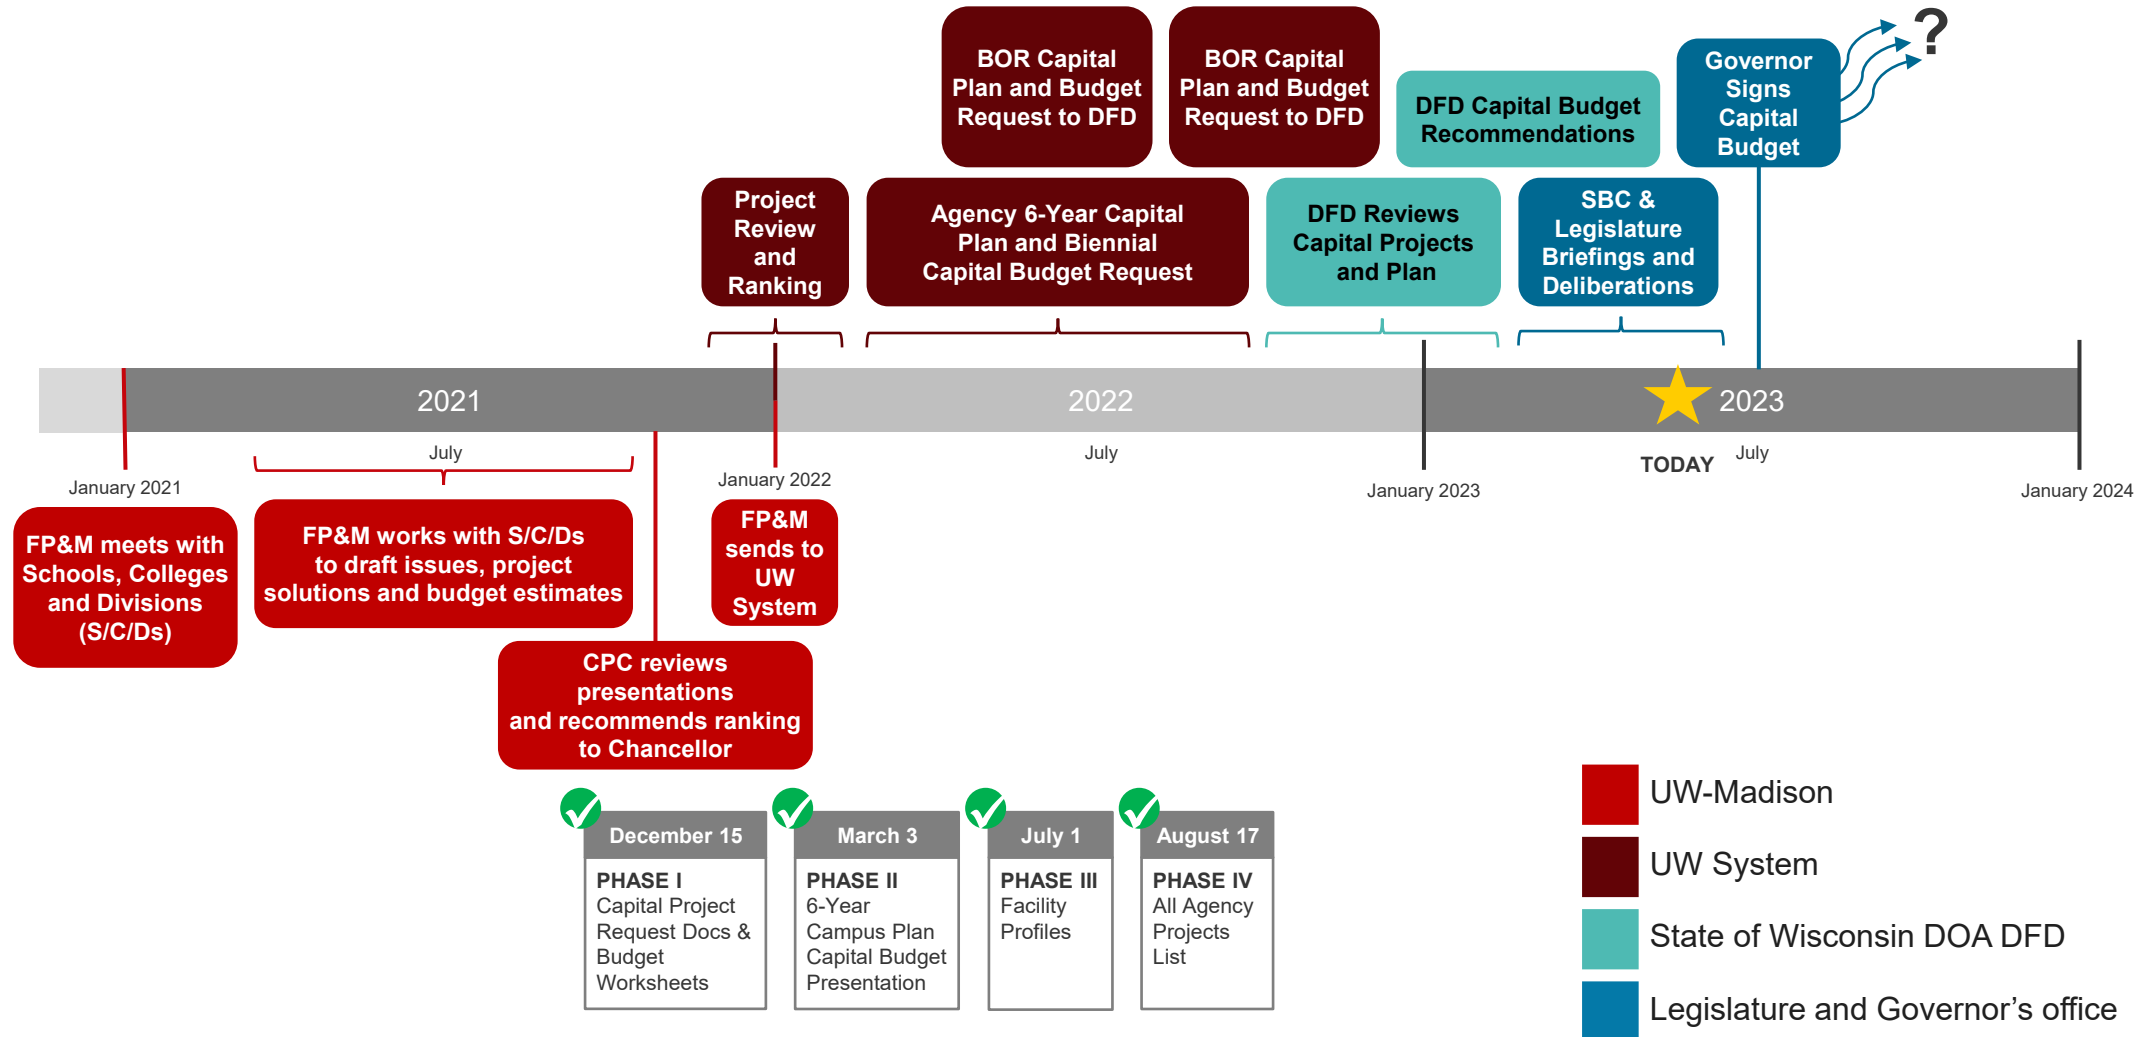 BOR Capital
Plan and Budget
Request to DFD
BOR Capital
Plan and Budget
Request to DFD
DFD Capital Budget
Recommendations
Governor
Signs
Capital
Budget
?
Project
Review
and
Ranking
Agency 6-Year Capital
Plan and Biennial
Capital Budget Request
DFD Reviews
Capital Projects
and Plan
SBC &
Legislature
Briefings and
Deliberations
2021
2022
2023
July
July
TODAY
July
January 2021
January 2022
January 2023
January 2024
FP&M meets with
Schools, Colleges
and Divisions
(S/C/Ds)
FP&M works with S/C/Ds
to draft issues, project
solutions and budget estimates
FP&M
sends to
UW
System
CPC reviews
presentations
and recommends ranking
to Chancellor
December 15
PHASE I
Capital Project
Request Docs &
Budget
Worksheets
March 3
PHASE II
6-Year
Campus Plan
Capital Budget
Presentation
July 1
PHASE III
Facility
Profiles
August 17
PHASE IV
All Agency
Projects
List
UW-Madison
UW System
State of Wisconsin DOA DFD
Legislature and Governor’s office